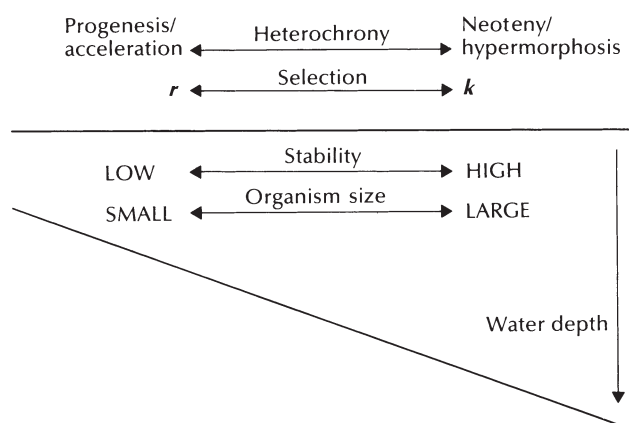 Progenesis/
acceleration
Heterochrony
Neoteny/
hypermorphosis
r
Selection
k
LOW
Stability
HIGH
SMALL
Organism size
LARGE
Water depth